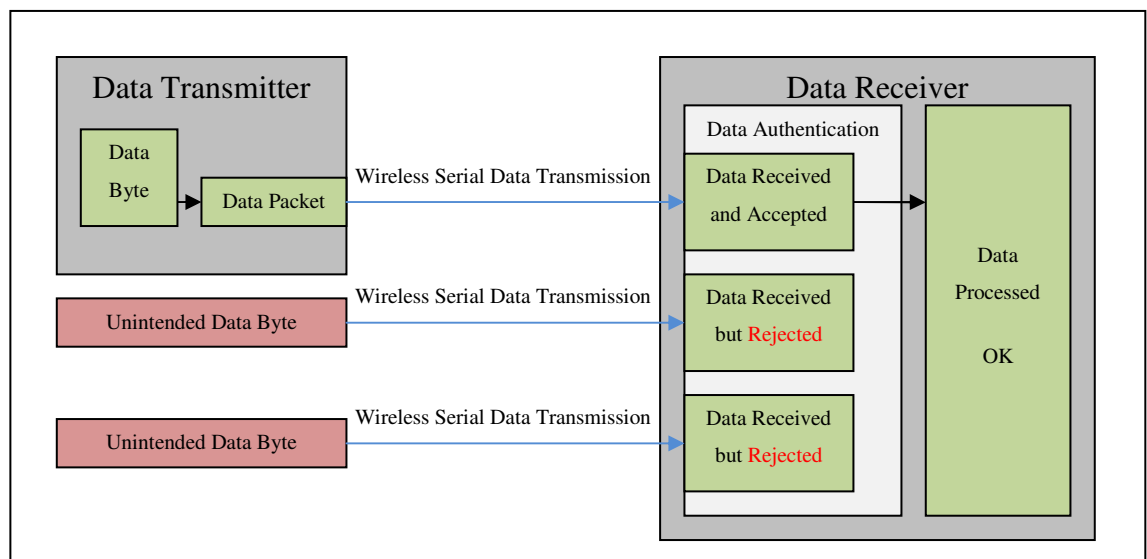 Data Transmitter
Data
Byte
Data Packet
Unintended Data Byte
Unintended Data Byte
Wireless Serial Data Transmission
Wireless Serial Data Transmission
Wireless Serial Data Transmission
Data Receiver
Data Authentication
Data Received
and Accepted
Data Received
but Rejected
Data Received
but Rejected
Data
Processed
OK